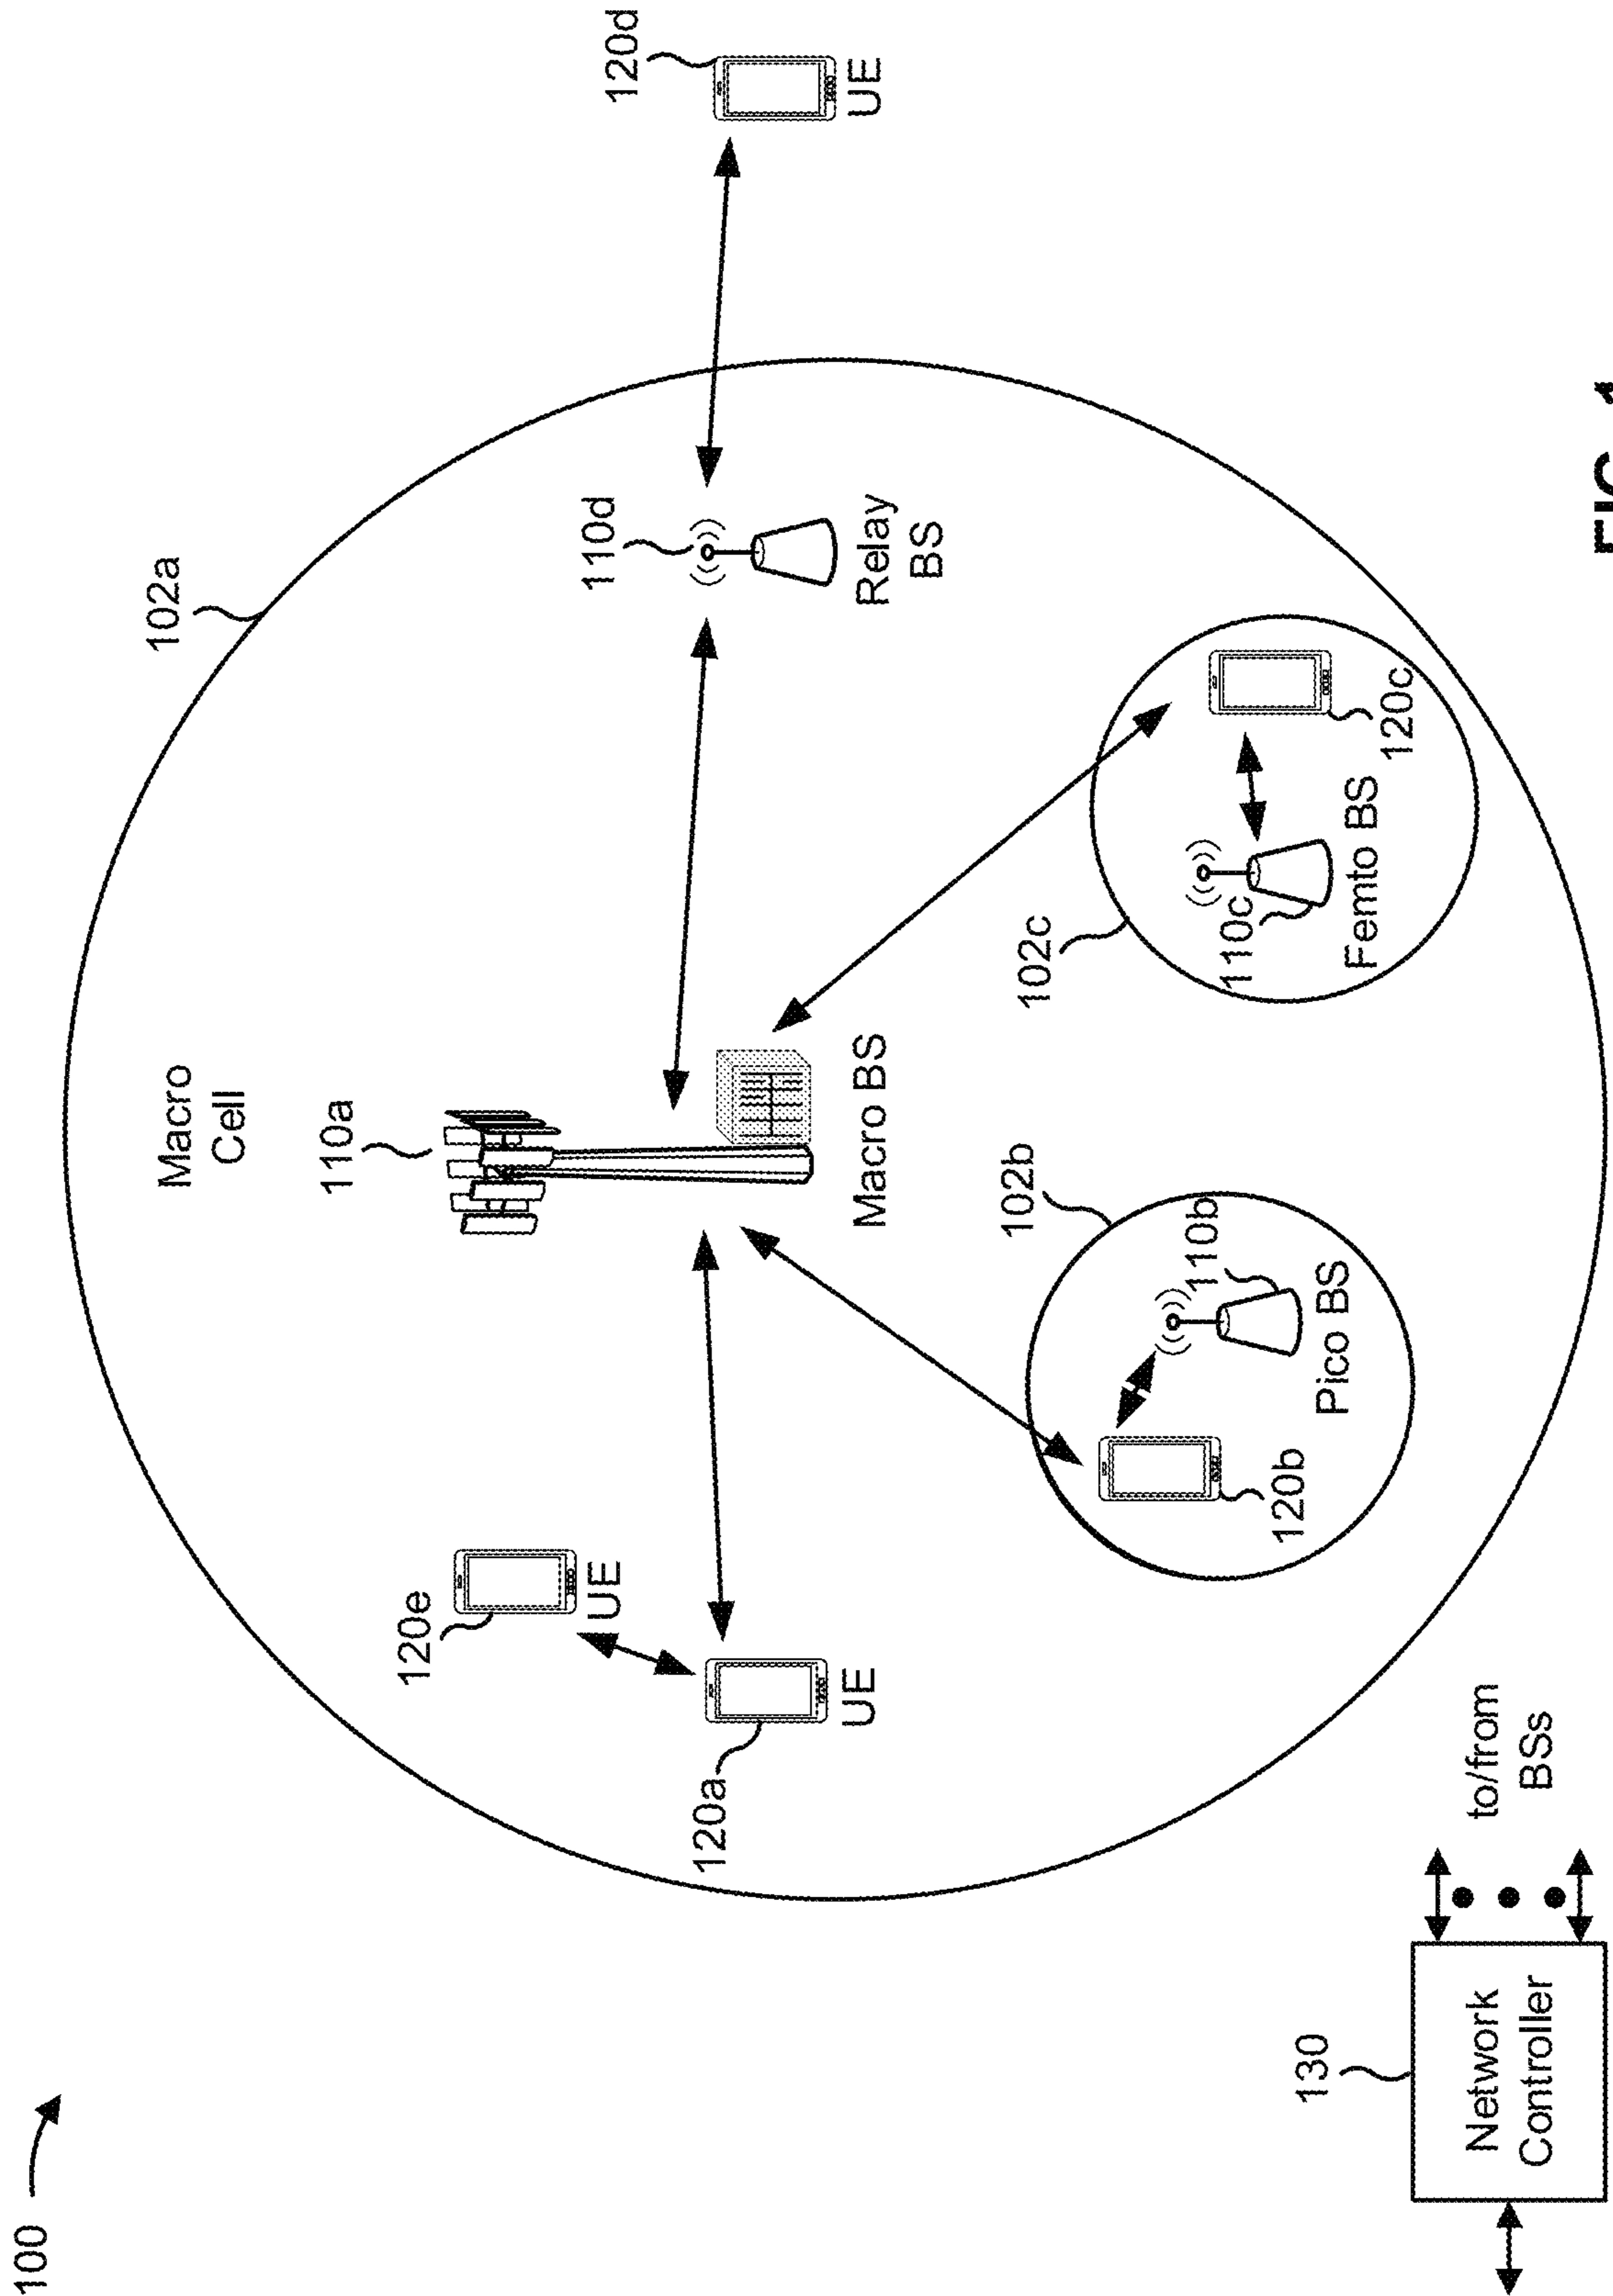 100
102a
Macro
Cell
110a
120e
UE
120a
UE
Macro BS
110d
Relay
BS
120d
UE
102b
110b
Pico BS
120b
102c
110c
Femto BS
120c
130
Network
Controller
to/from
BSs